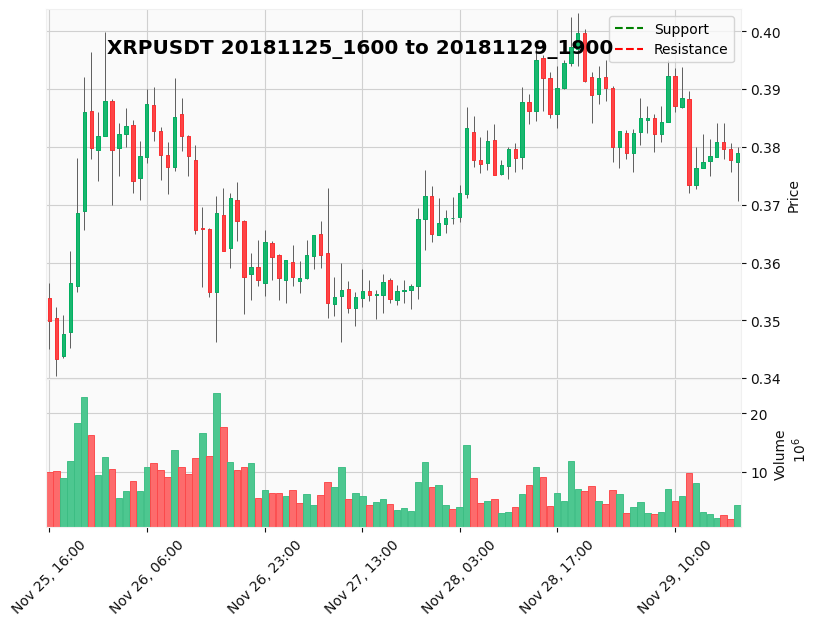 XRPUSDT 20181125_1600 to 20181129_1900
Support
Resistance
0.40
0.39
0.38
0.37
0.36
0.35
0.34
Price
20
10
Volume
10^6
Nov 25, 16:00
Nov 26, 06:00
Nov 26, 23:00
Nov 27, 13:00
Nov 28, 03:00
Nov 28, 17:00
Nov 29, 10:00